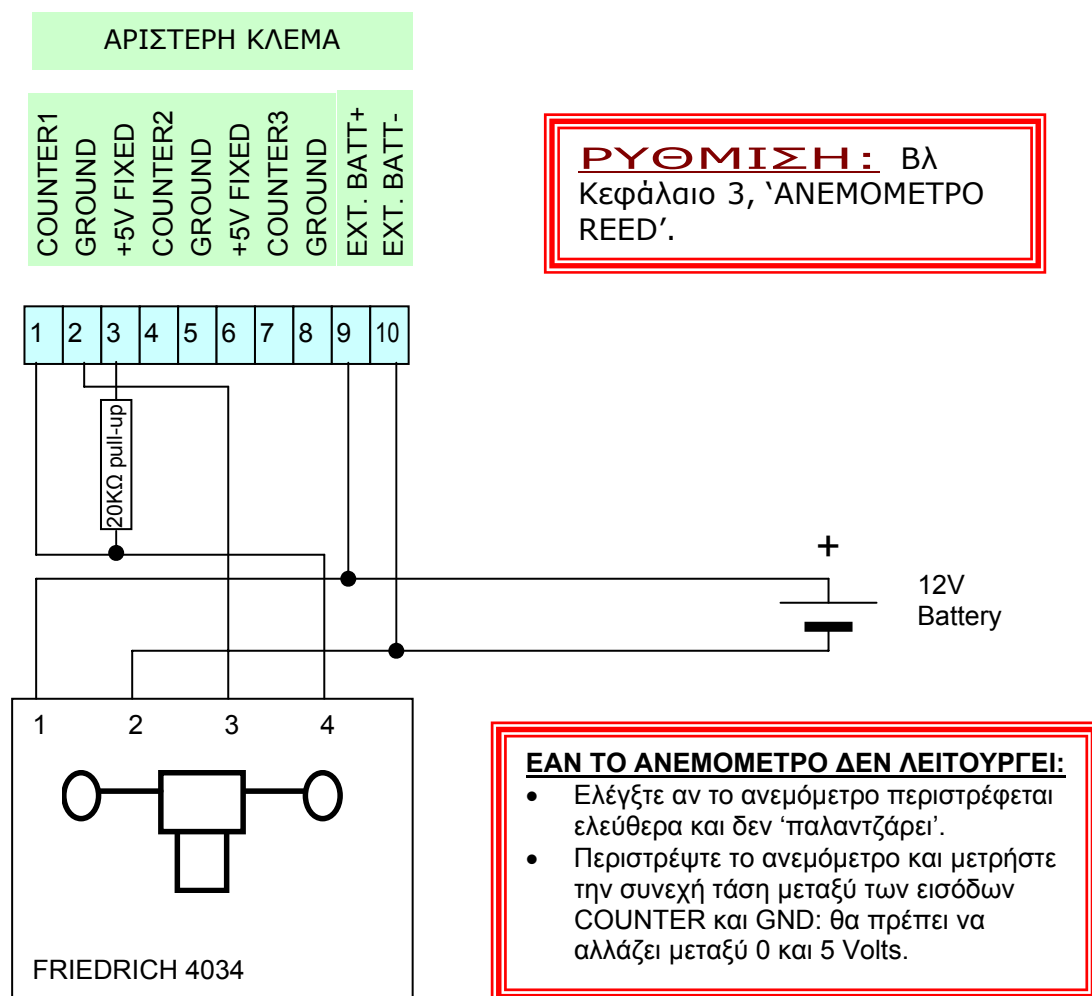 ΑΡΙΣΤΕΡΗ ΚΛΕΜΑ
COUNTER1
GROUND
+5V FIXED
COUNTER2
GROUND
+5V FIXED
COUNTER3
GROUND
EXT. BATT+
EXT. BATT-
ΡΥΘΜΙΣΗ: Βλ
Κεφάλαιο 3, ‘ΑΝΕΜΟΜΕΤΡΟ
REED’.
1 2 3 4 5 6 7 8 9 10
20ΚΩ pull-up
+
12V
Battery
1 2 3 4
FRIEDRICH 4034
ΕΑΝ ΤΟ ΑΝΕΜΟΜΕΤΡΟ ΔΕΝ ΛΕΙΤΟΥΡΓΕΙ:
• Ελέγξτε αν το ανεμόμετρο περιστρέφεται
ελεύθερα και δεν ‘παλαντζάρει’.
• Περιστρέψτε το ανεμόμετρο και μετρήστε
την συνεχή τάση μεταξύ των εισόδων
COUNTER και GND: θα πρέπει να
αλλάζει μεταξύ 0 και 5 Volts.